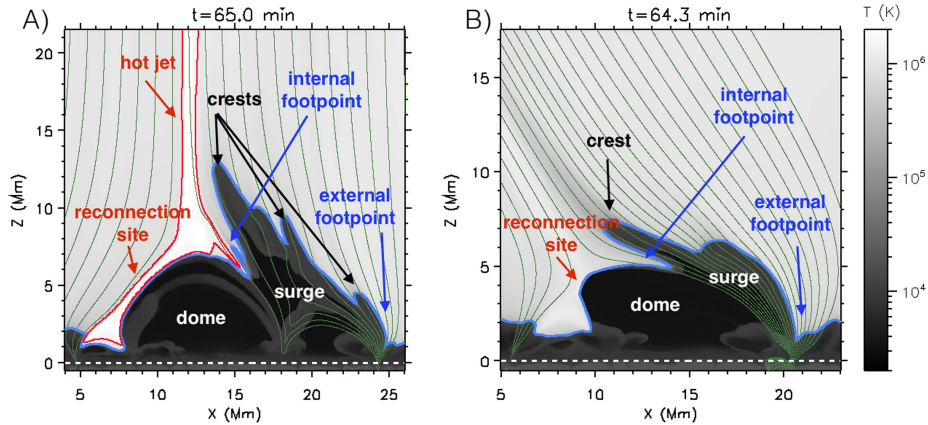 A)
t=65.0 min
hot jet
internal
footpoint
crests
external
footpoint
reconnection
site
surge
dome
Z (Mm)
20
15
10
5
0
5
10
15
20
25
X (Mm)
B)
t=64.3 min
internal
footpoint
crest
external
footpoint
reconnection
site
surge
dome
Z (Mm)
15
10
5
0
5
10
15
20
X (Mm)
T (K)
10^6
10^5
10^4